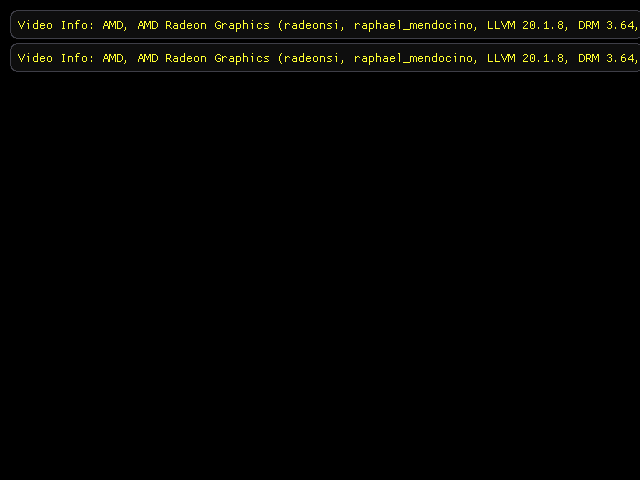 Video Info: AMD, AMD Radeon Graphics (radeonsi, raphael_mendocino, LLVM 20.1.8, DRM 3.64,
Video Info: AMD, AMD Radeon Graphics (radeonsi, raphael_mendocino, LLVM 20.1.8, DRM 3.64,